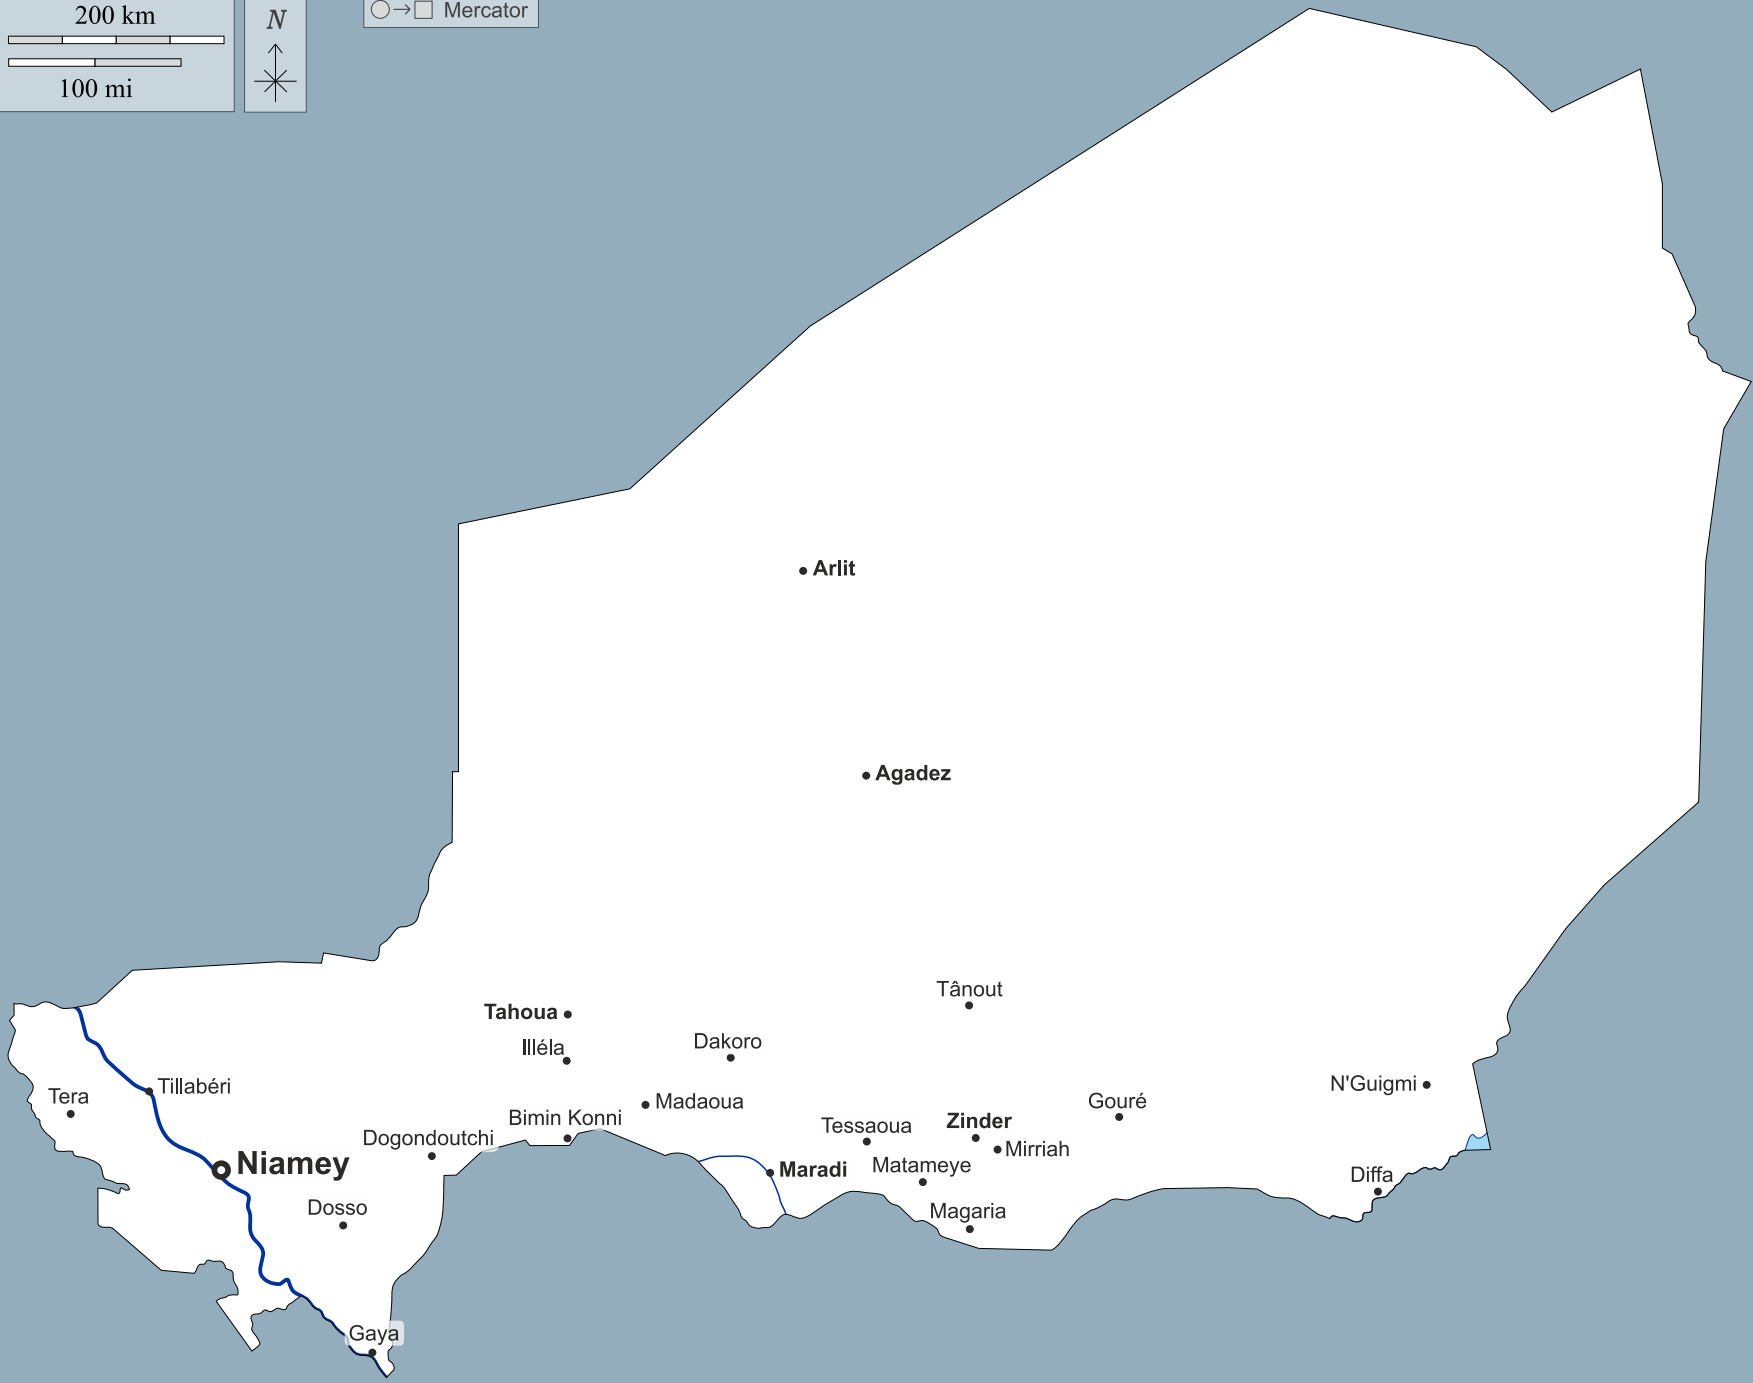 200 km
100 mi
N
Mercator
Arlit
Agadez
Tânout
Tahoua
Illéla
Dakoro
N'Guigmi
Tillabéri
Tera
Madaoua
Gouré
Bimin Konni
Zinder
Tessaoua
Dogondoutchi
Mirriah
Niamey
Matameye
Maradi
Diffa
Dosso
Magaria
Gaya